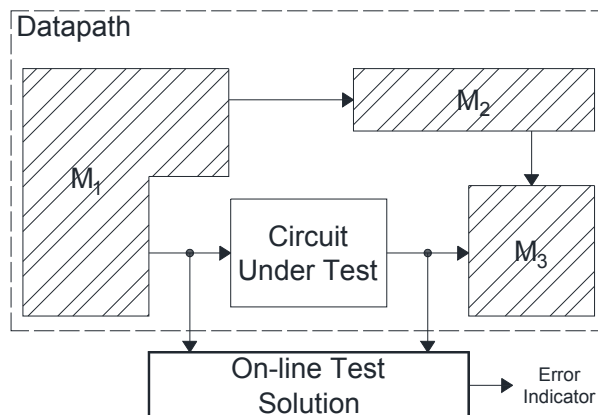 Datapath
M1
M2
Circuit
Under Test
M3
On-line Test
Solution
Error
Indicator